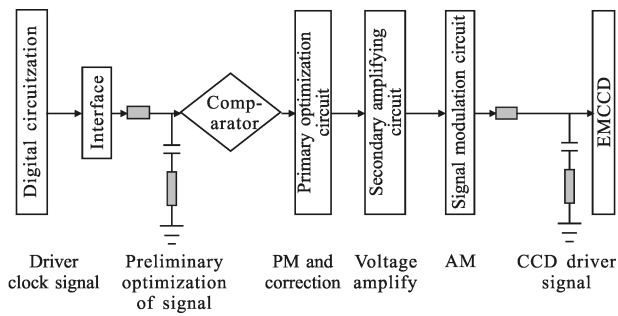 Digital circuitzation
Interface
Comp-
arator
Primary optimization
circuit
Secondary amplifying
circuit
Signal modulation circuit
EMCCD
Driver
clock signal
Preliminary
optimization
of signal
PM and
correction
Voltage
amplify
AM
CCD driver
signal